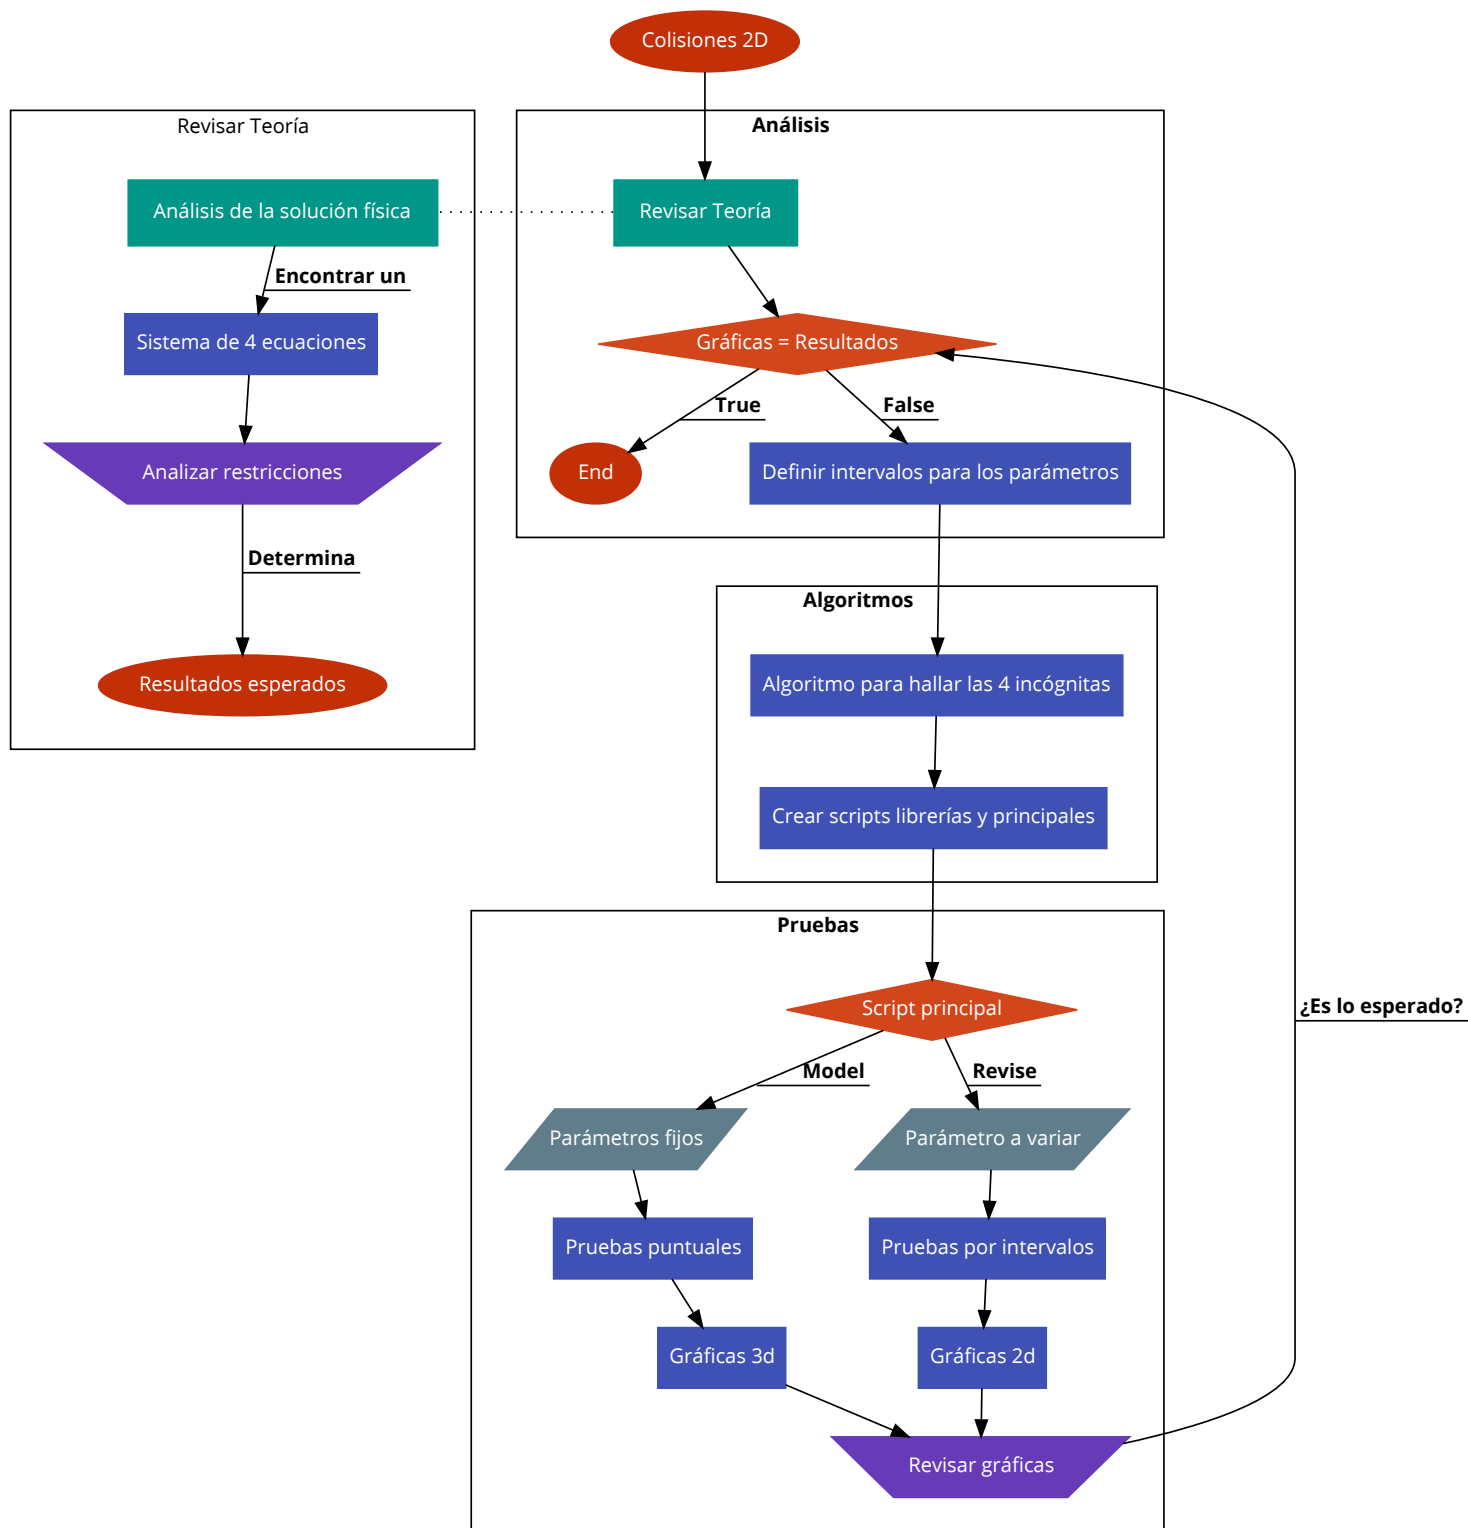 Colisiones 2D
Revisar Teoría
Análisis de la solución física
Encontrar un
Sistema de 4 ecuaciones
Analizar restricciones
Determina
Resultados esperados
Análisis
Revisar Teoría
Gráficas = Resultados
True
False
End
Definir intervalos para los parámetros
Algoritmos
Algoritmo para hallar las 4 incógnitas
Crear scripts librerías y principales
Pruebas
Script principal
Model
Revise
Parámetros fijos
Parámetro a variar
Pruebas puntuales
Pruebas por intervalos
Gráficas 3d
Gráficas 2d
Revisar gráficas
¿Es lo esperado?